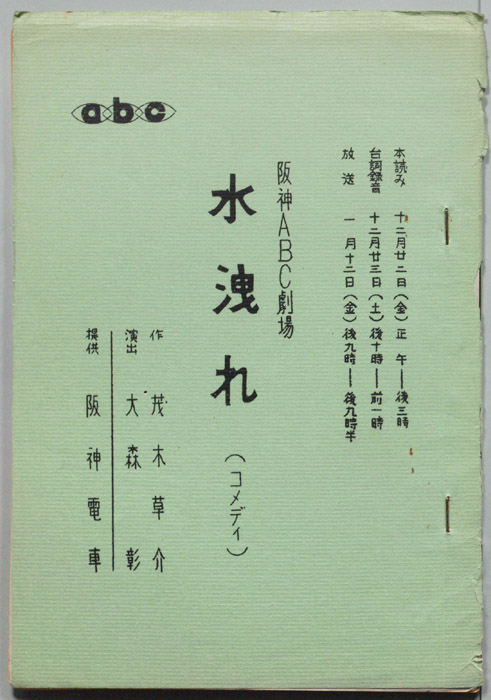 abc
本読み 十二月廿二日（金）正午——後三時
台詞録音 十二月廿三日（土）後十時——前一時
放送 一月十二日（金）後九時——後九時半
阪神ABC劇場
水洩れ
（コメディ）
作 茂木草介
演出 大森彰
提供 阪神電車